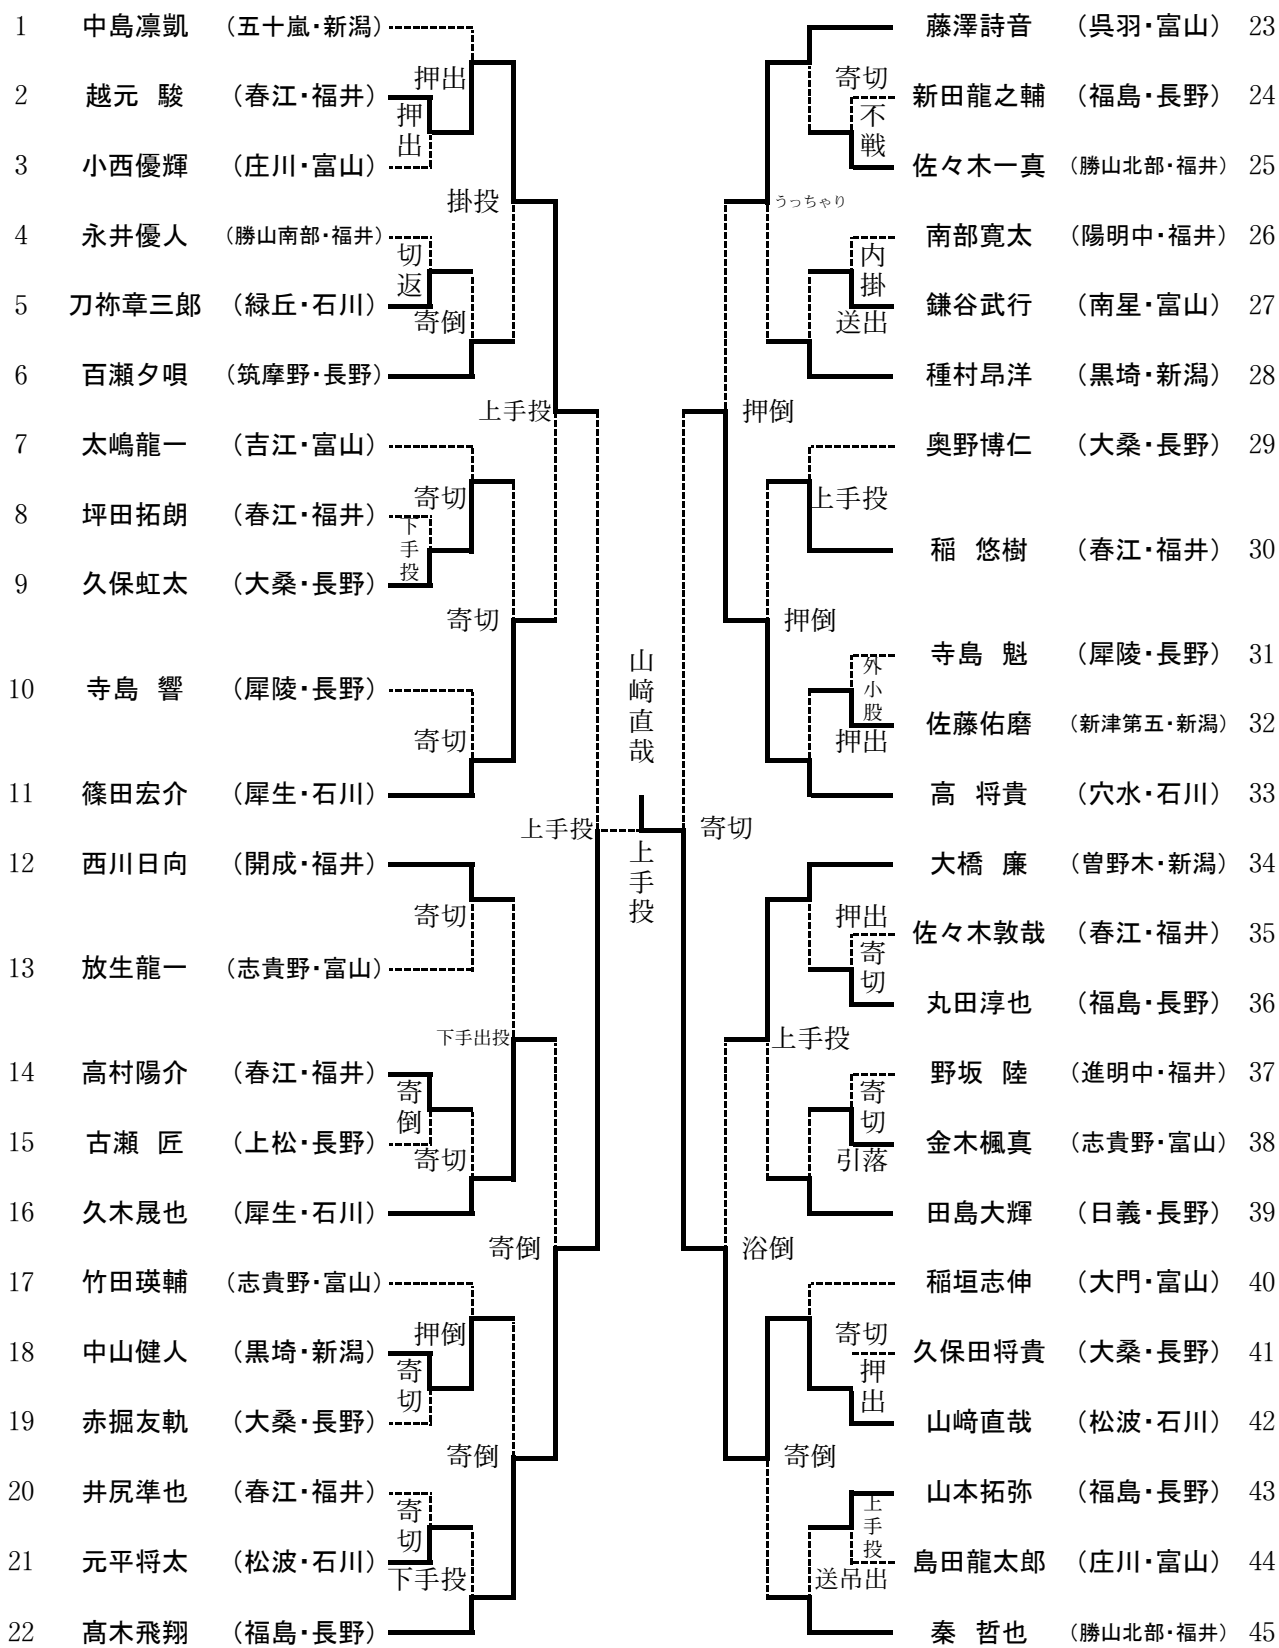 1 中島凛凱 (五十嵐・新潟)
押出
2 越元 駿 (春江・福井)
押出
3 小西優輝 (庄川・富山)
掛投
4 永井優人 (勝山南部・福井)
切返
5 刀祢章三郎 (緑丘・石川)
寄倒
6 百瀬夕唄 (筑摩野・長野)
上手投
7 太嶋龍一 (吉江・富山)
寄切
8 坪田拓朗 (春江・福井)
下手投
9 久保虹太 (大桑・長野)
寄切
10 寺島 響 (犀陵・長野)
寄切
11 篠田宏介 (犀生・石川)
上手投
12 西川日向 (開成・福井)
寄切
13 放生龍一 (志貴野・富山)
下手出投
14 高村陽介 (春江・福井)
寄倒
15 古瀬 匠 (上松・長野)
寄切
16 久木晟也 (犀生・石川)
寄倒
17 竹田瑛輔 (志貴野・富山)
押倒
18 中山健人 (黒埼・新潟)
寄切
19 赤掘友軌 (大桑・長野)
寄倒
20 井尻準也 (春江・福井)
寄切
21 元平将太 (松波・石川)
下手投
22 髙木飛翔 (福島・長野)
山﨑直哉
上手投
藤澤詩音 (呉羽・富山) 23
寄切
新田龍之輔 (福島・長野) 24
不戦
佐々木一真 (勝山北部・福井) 25
うっちゃり
南部寛太 (陽明中・福井) 26
内掛
鎌谷武行 (南星・富山) 27
送出
種村昂洋 (黒埼・新潟) 28
押倒
奥野博仁 (大桑・長野) 29
上手投
稲 悠樹 (春江・福井) 30
押倒
寺島 魁 (犀陵・長野) 31
外小股
佐藤佑磨 (新津第五・新潟) 32
押出
高 将貴 (穴水・石川) 33
寄切
大橋 廉 (曽野木・新潟) 34
押出
佐々木敦哉 (春江・福井) 35
寄切
丸田淳也 (福島・長野) 36
上手投
野坂 陸 (進明中・福井) 37
寄切
金木楓真 (志貴野・富山) 38
引落
田島大輝 (日義・長野) 39
浴倒
稲垣志伸 (大門・富山) 40
寄切
久保田将貴 (大桑・長野) 41
押出
山﨑直哉 (松波・石川) 42
寄倒
山本拓弥 (福島・長野) 43
上手投
島田龍太郎 (庄川・富山) 44
送吊出
秦 哲也 (勝山北部・福井) 45